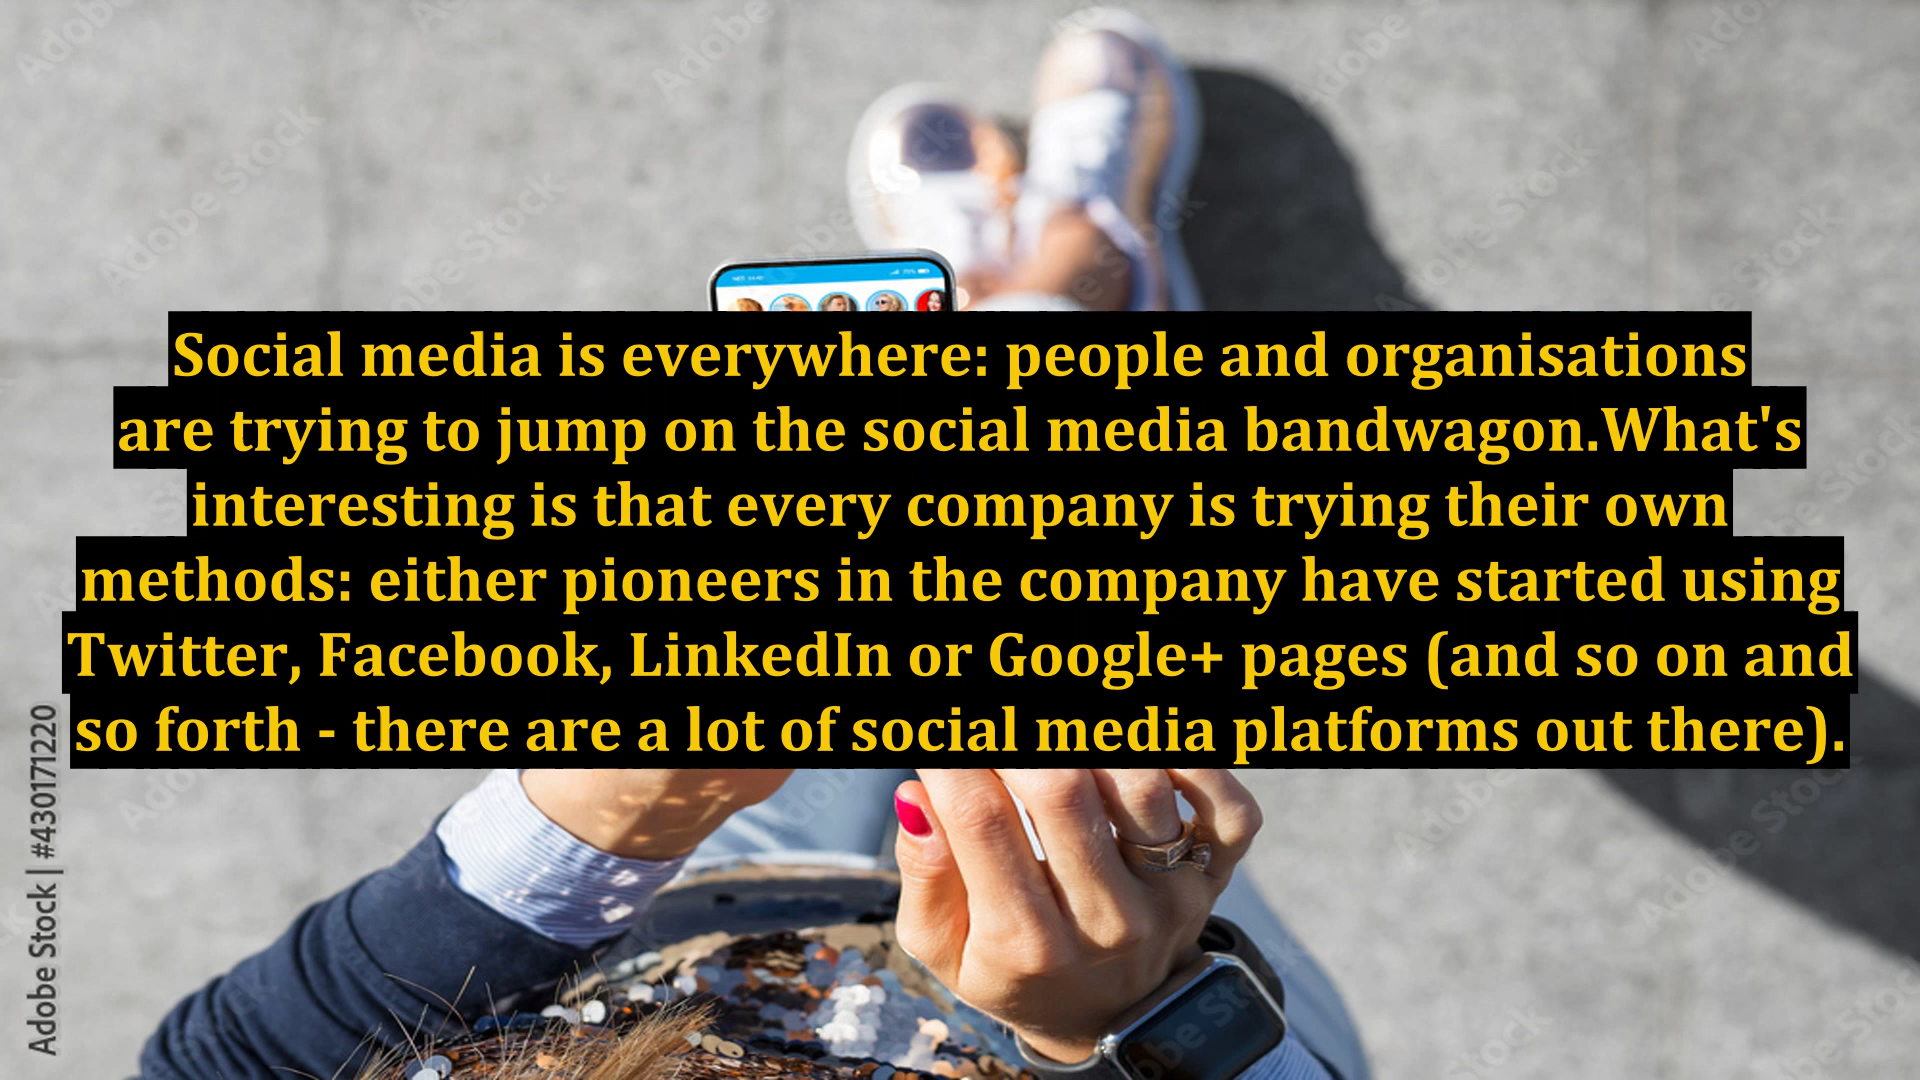 Social media is everywhere: people and organisations
are trying to jump on the social media bandwagon.What's
interesting is that every company is trying their own
methods: either pioneers in the company have started using
Twitter, Facebook, LinkedIn or Google+ pages (and so on and
so forth - there are a lot of social media platforms out there).
Adobe Stock | #430171220